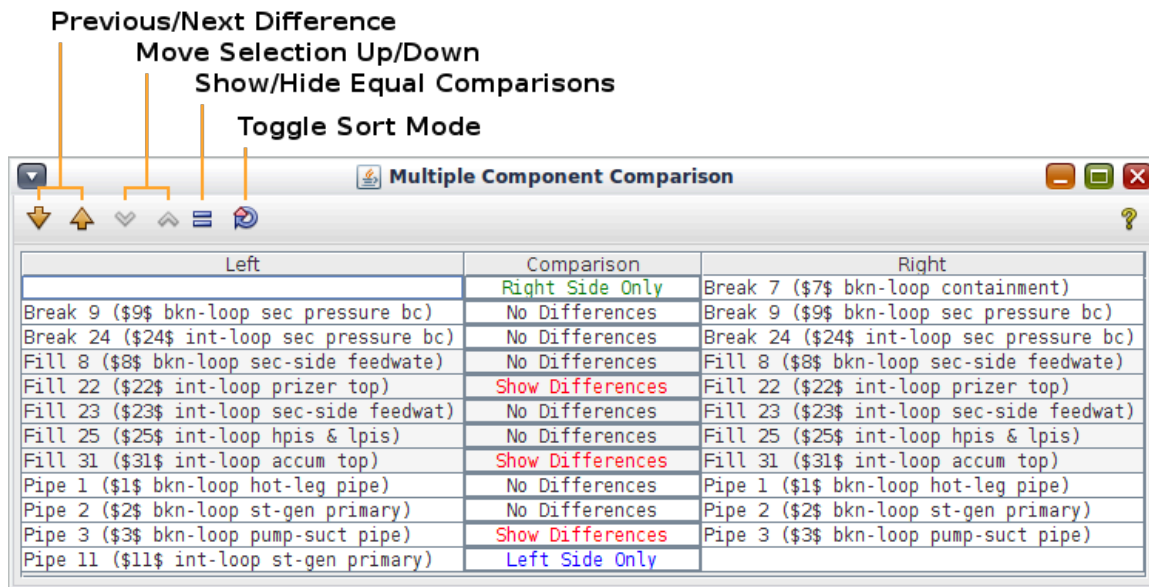 Previous/Next Difference
Move Selection Up/Down
Show/Hide Equal Comparisons
Toggle Sort Mode
Multiple Component Comparison
?
Left Comparison Right
Right Side Only Break 7 ($7$ bkn-loop containment)
Break 9 ($9$ bkn-loop sec pressure bc) No Differences Break 9 ($9$ bkn-loop sec pressure bc)
Break 24 ($24$ int-loop sec pressure bc) No Differences Break 24 ($24$ int-loop sec pressure bc)
Fill 8 ($8$ bkn-loop sec-side feedwate) No Differences Fill 8 ($8$ bkn-loop sec-side feedwate)
Fill 22 ($22$ int-loop prizer top) Show Differences Fill 22 ($22$ int-loop prizer top)
Fill 23 ($23$ int-loop sec-side feedwat) No Differences Fill 23 ($23$ int-loop sec-side feedwat)
Fill 25 ($25$ int-loop hpis & lpis) No Differences Fill 25 ($25$ int-loop hpis & lpis)
Fill 31 ($31$ int-loop accum top) Show Differences Fill 31 ($31$ int-loop accum top)
Pipe 1 ($1$ bkn-loop hot-leg pipe) No Differences Pipe 1 ($1$ bkn-loop hot-leg pipe)
Pipe 2 ($2$ bkn-loop st-gen primary) No Differences Pipe 2 ($2$ bkn-loop st-gen primary)
Pipe 3 ($3$ bkn-loop pump-suct pipe) Show Differences Pipe 3 ($3$ bkn-loop pump-suct pipe)
Pipe 11 ($11$ int-loop st-gen primary) Left Side Only